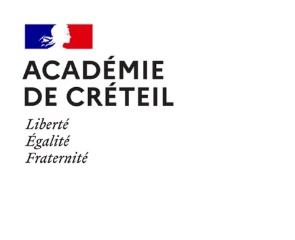 ACADÉMIE
DE CRÉTEIL
Liberté
Égalité
Fraternité